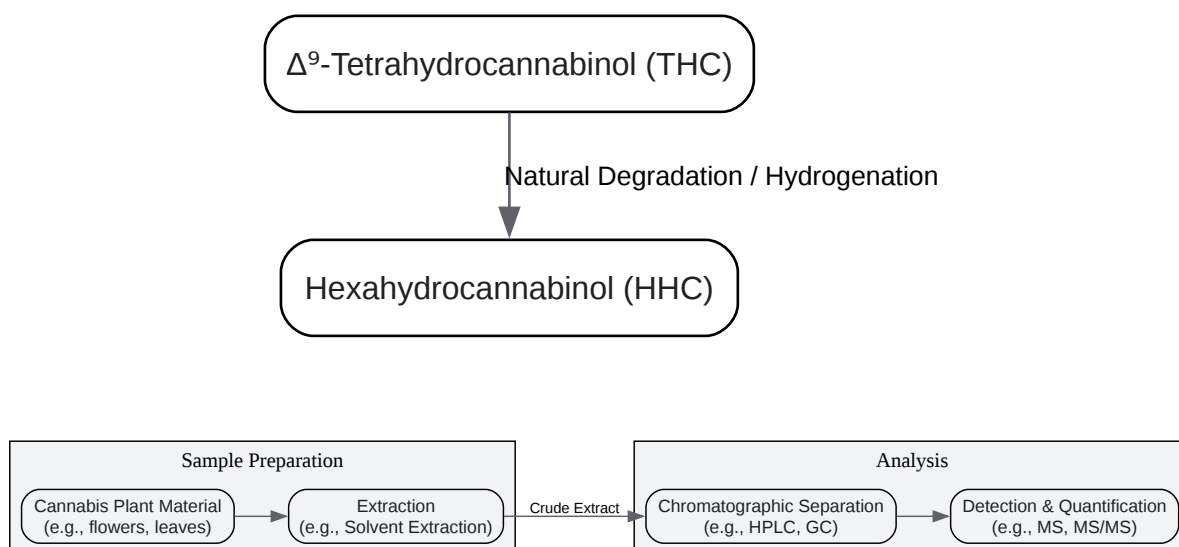 Δ⁹-Tetrahydrocannabinol (THC)
Natural Degradation / Hydrogenation
Hexahydrocannabinol (HHC)
Sample Preparation
Cannabis Plant Material
(e.g., flowers, leaves)
Extraction
(e.g., Solvent Extraction)
Crude Extract
Analysis
Chromatographic Separation
(e.g., HPLC, GC)
Detection & Quantification
(e.g., MS, MS/MS)